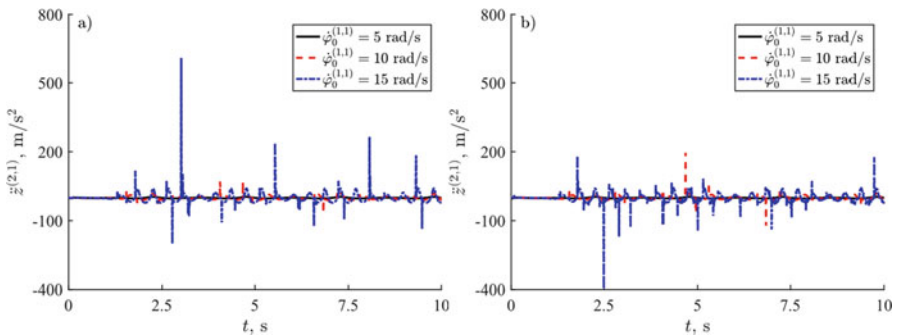 800
500
200
-100
-400
z̈^(2,1), m/s²
a)
φ̇₀^(1,1) = 5 rad/s
φ̇₀^(1,1) = 10 rad/s
φ̇₀^(1,1) = 15 rad/s
0 2.5 5 7.5 10
t, s
800
500
200
-100
-400
z̈^(2,1), m/s²
b)
φ̇₀^(1,1) = 5 rad/s
φ̇₀^(1,1) = 10 rad/s
φ̇₀^(1,1) = 15 rad/s
0 2.5 5 7.5 10
t, s